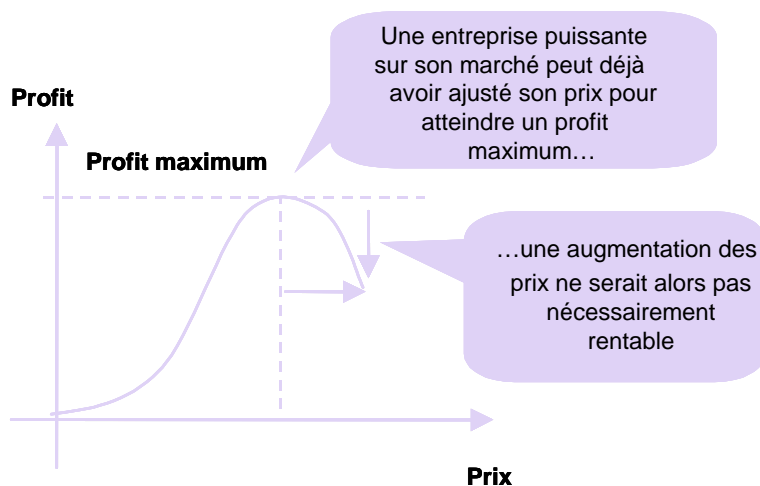 Une entreprise puissante
sur son marché peut déjà
avoir ajusté son prix pour
atteindre un profit
maximum…
Profit
Profit maximum
…une augmentation des
prix ne serait alors pas
nécessairement
rentable
Prix